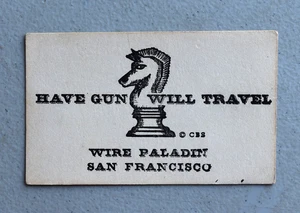 HAVE GUN WILL TRAVEL
© CBS
WIRE PALADIN
SAN FRANCISCO